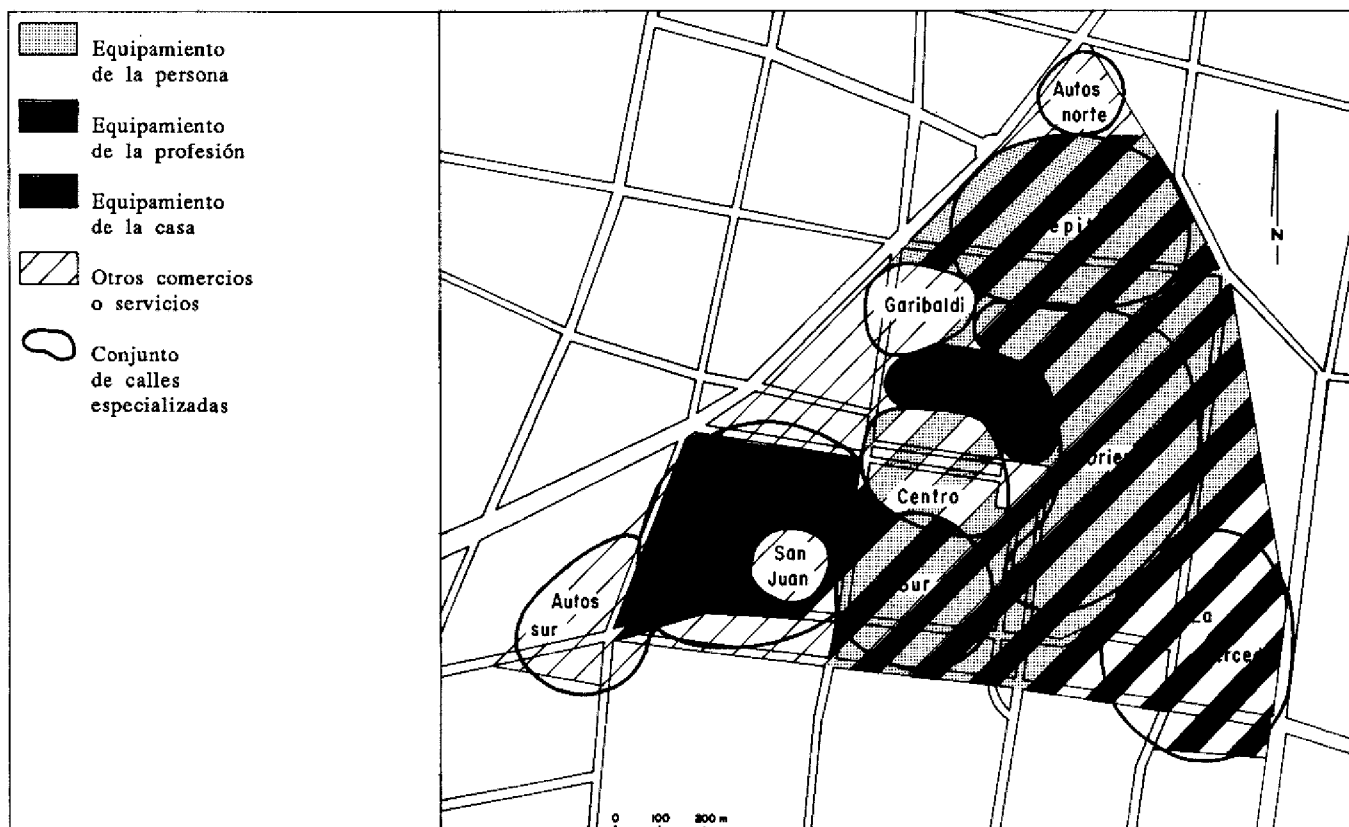 Equipamiento
de la persona
Equipamiento
de la profesión
Equipamiento
de la casa
Otros comercios
o servicios
Conjunto
de calles
especializadas
Autos
norte
N
Garibaldi
Centro
San
Juan
Autos
sur
La
0 100 200 m